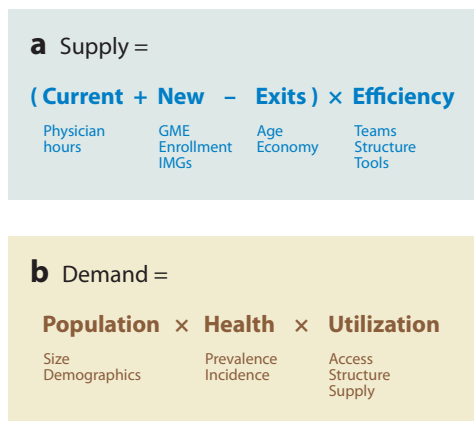 a Supply =
( Current + New – Exits ) × Efficiency
Physician GME Age Teams
hours Enrollment Economy Structure
IMGs Tools
b Demand =
Population × Health × Utilization
Size Prevalence Access
Demographics Incidence Structure
Supply